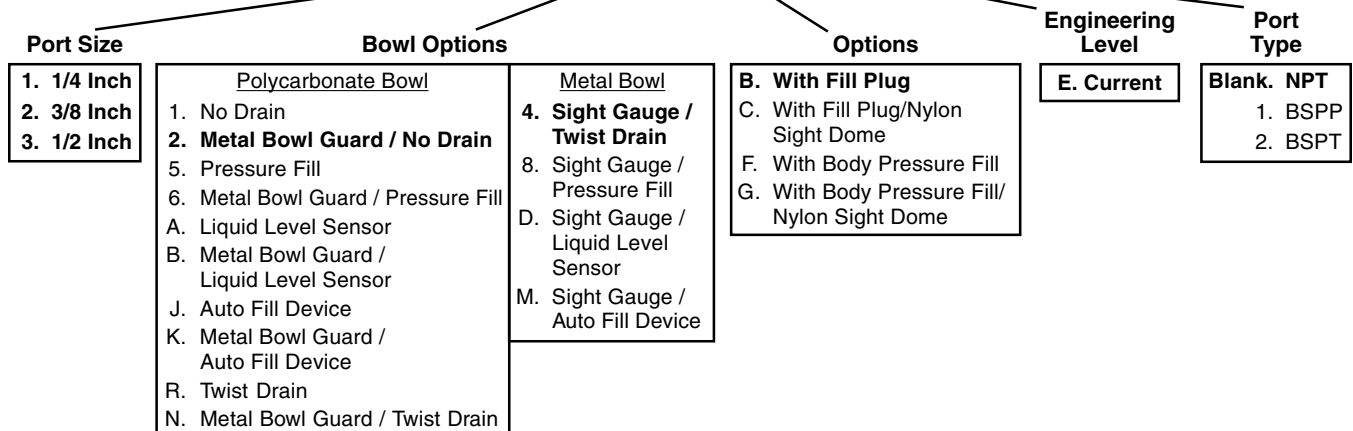 Port Size
1. 1/4 Inch
2. 3/8 Inch
3. 1/2 Inch
Bowl Options
Polycarbonate Bowl
1. No Drain
2. Metal Bowl Guard / No Drain
5. Pressure Fill
6. Metal Bowl Guard / Pressure Fill
A. Liquid Level Sensor
B. Metal Bowl Guard /
Liquid Level Sensor
J. Auto Fill Device
K. Metal Bowl Guard /
Auto Fill Device
R. Twist Drain
N. Metal Bowl Guard / Twist Drain
Metal Bowl
4. Sight Gauge /
Twist Drain
8. Sight Gauge /
Pressure Fill
D. Sight Gauge /
Liquid Level
Sensor
M. Sight Gauge /
Auto Fill Device
Options
B. With Fill Plug
C. With Fill Plug/Nylon
Sight Dome
F. With Body Pressure Fill
G. With Body Pressure Fill/
Nylon Sight Dome
Engineering
Level
E. Current
Port
Type
Blank. NPT
1. BSPP
2. BSPT